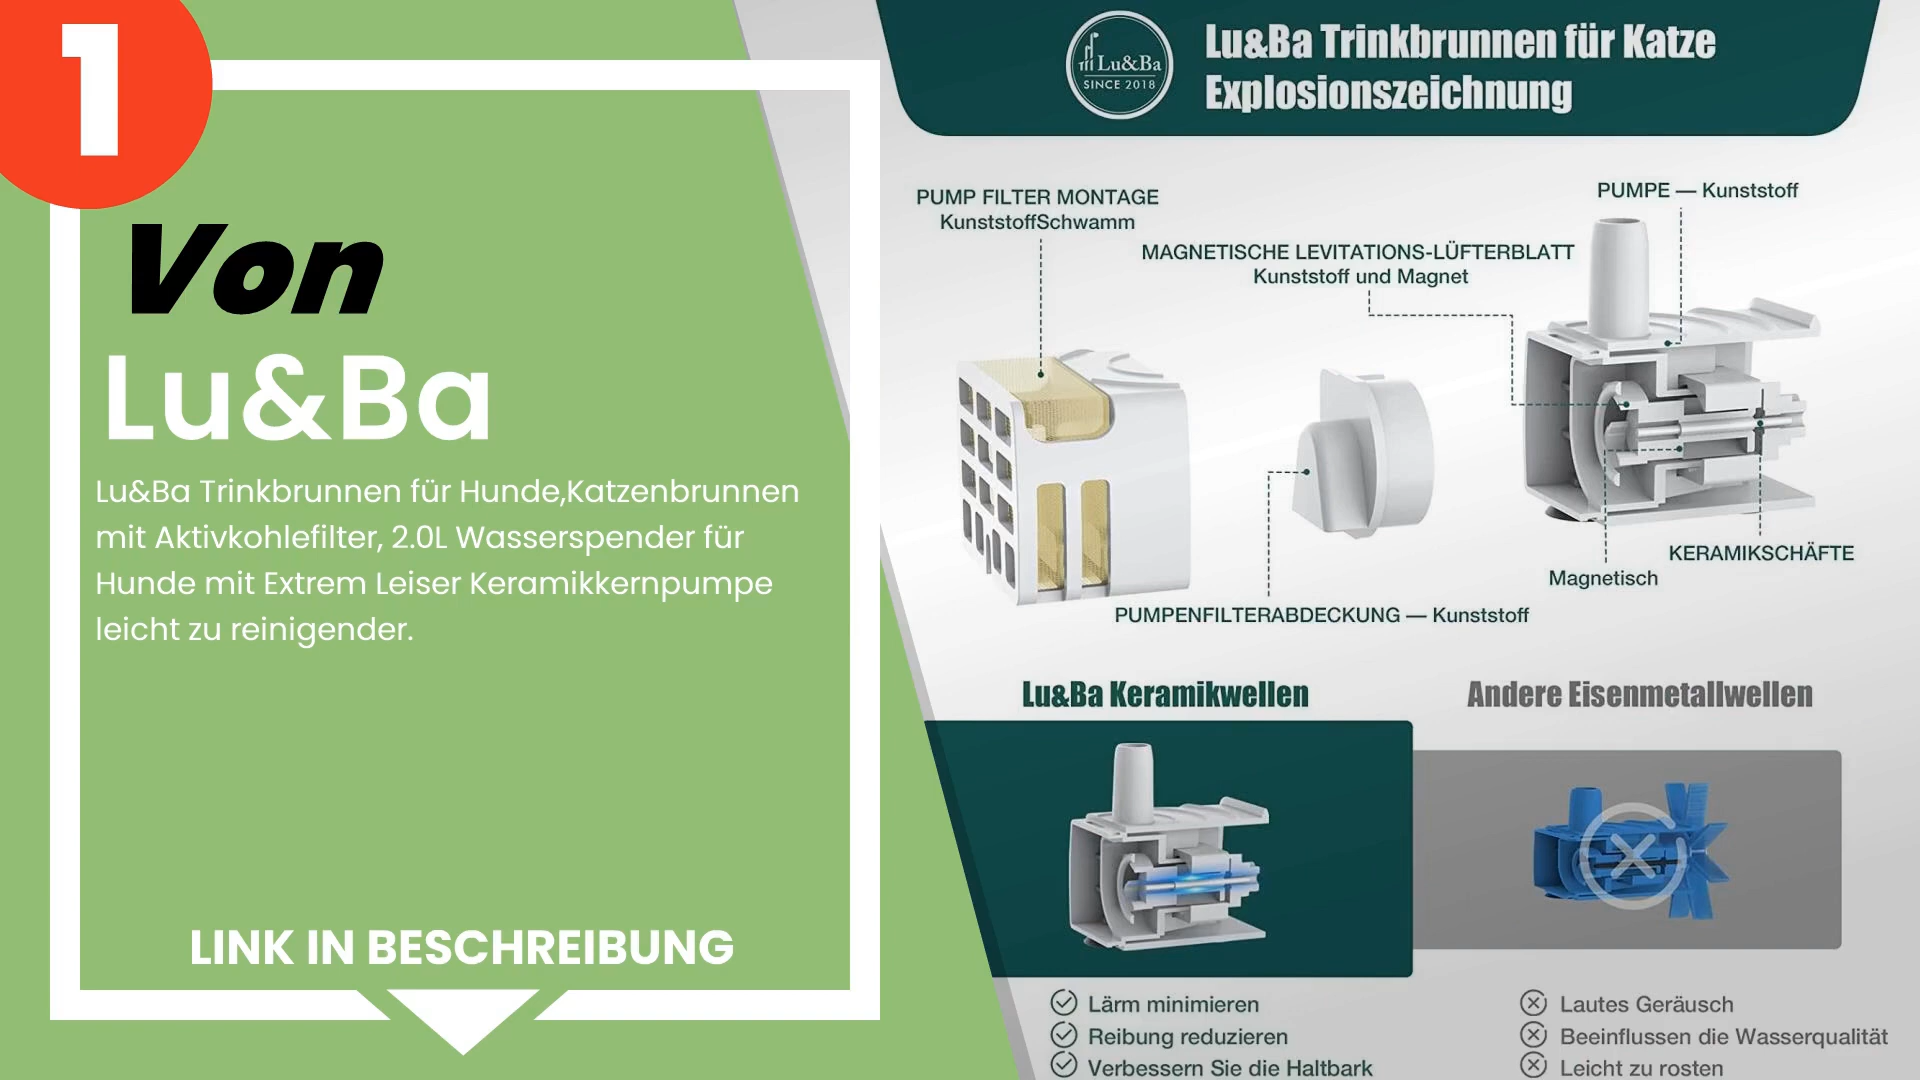 1
Von
Lu&Ba
Lu&Ba Trinkbrunnen für Hunde,Katzenbrunnen
mit Aktivkohlefilter, 2.0L Wasserspender für
Hunde mit Extrem Leiser Keramikkernpumpe
leicht zu reinigender.
LINK IN BESCHREIBUNG
Lu&Ba
SINCE 2018
Lu&Ba Trinkbrunnen für Katze
Explosionszeichnung
PUMP FILTER MONTAGE
KunststoffSchwamm
MAGNETISCHE LEVITATIONS-LÜFTERBLATT
Kunststoff und Magnet
PUMPE — Kunststoff
KERAMIKSCHÄFTE
Magnetisch
PUMPENFILTERABDECKUNG — Kunststoff
Lu&Ba Keramikwellen
Andere Eisenmetallwellen
Lärm minimieren
Reibung reduzieren
Verbessern Sie die Haltbark
Lautes Geräusch
Beeinflussen die Wasserqualität
Leicht zu rosten